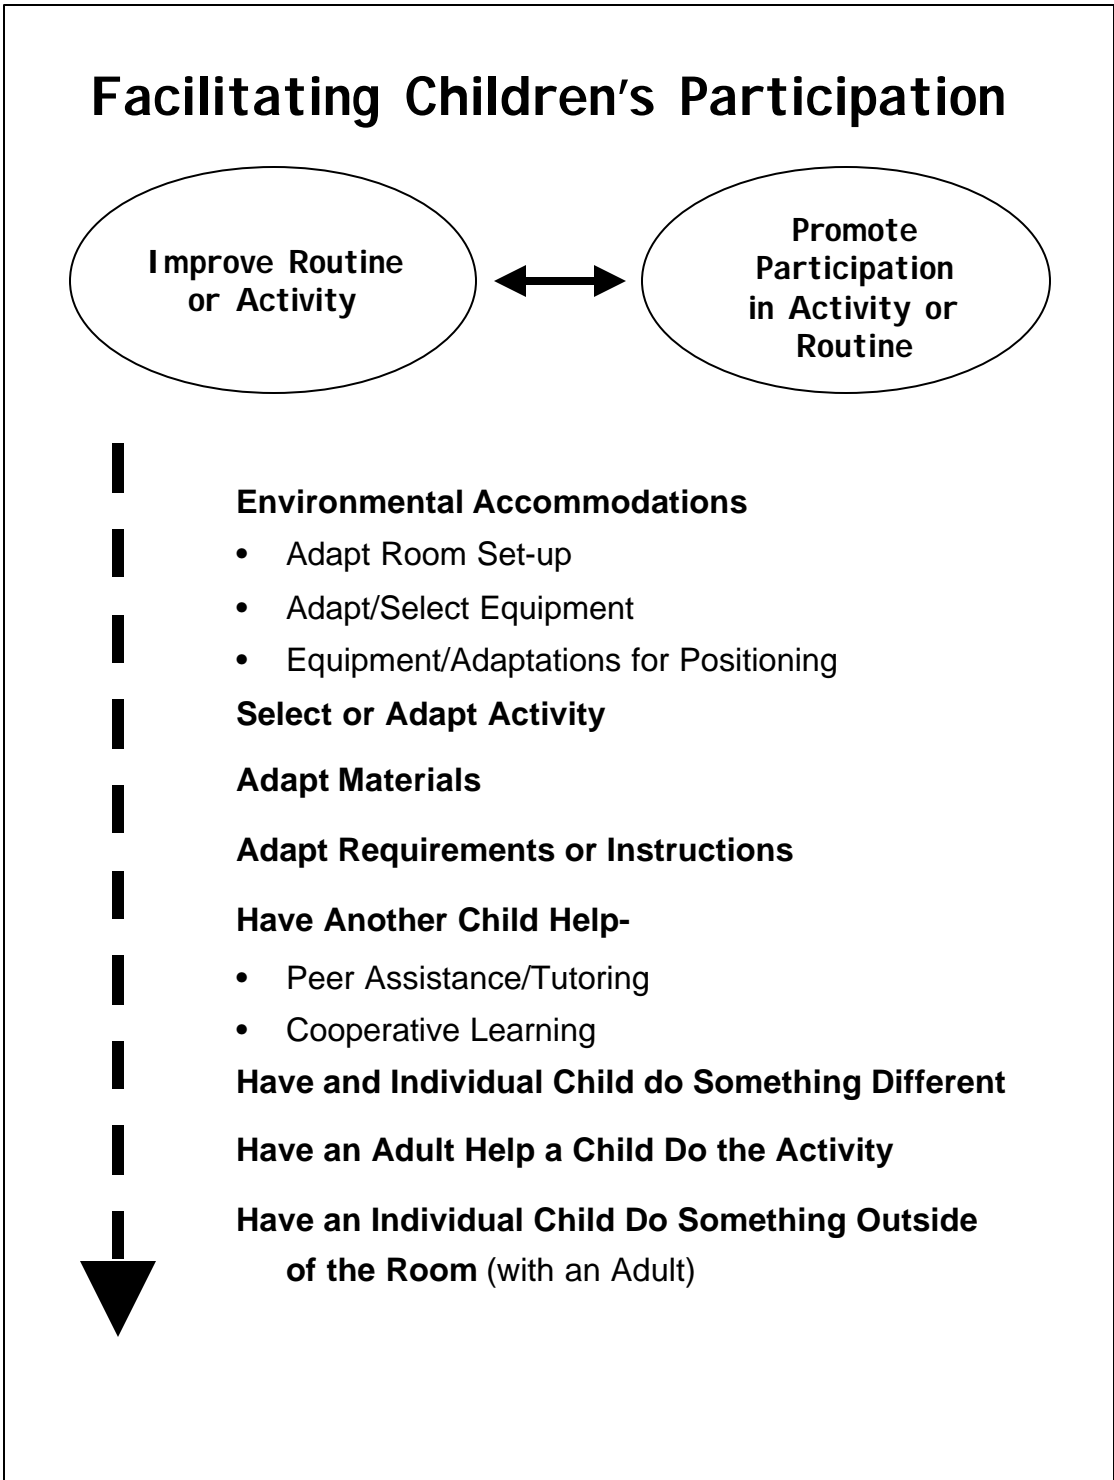 Facilitating Children's Participation
Improve Routine
or Activity
Promote
Participation
in Activity or
Routine
Environmental Accommodations
• Adapt Room Set-up
• Adapt/Select Equipment
• Equipment/Adaptations for Positioning
Select or Adapt Activity
Adapt Materials
Adapt Requirements or Instructions
Have Another Child Help-
• Peer Assistance/Tutoring
• Cooperative Learning
Have and Individual Child do Something Different
Have an Adult Help a Child Do the Activity
Have an Individual Child Do Something Outside
of the Room (with an Adult)